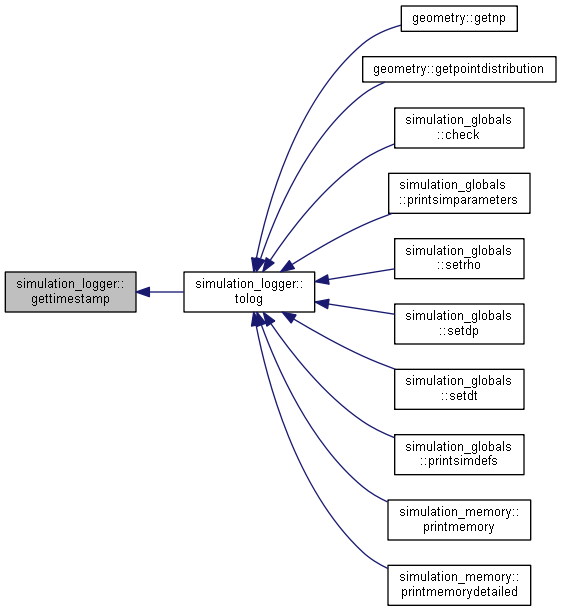 geometry::getnp
geometry::getpointdistribution
simulation_globals
::check
simulation_globals
::printsimparameters
simulation_globals
::setrho
simulation_logger::
gettimestamp
simulation_logger::
tolog
simulation_globals
::setdp
simulation_globals
::setdt
simulation_globals
::printsimdefs
simulation_memory::
printmemory
simulation_memory::
printmemorydetailed